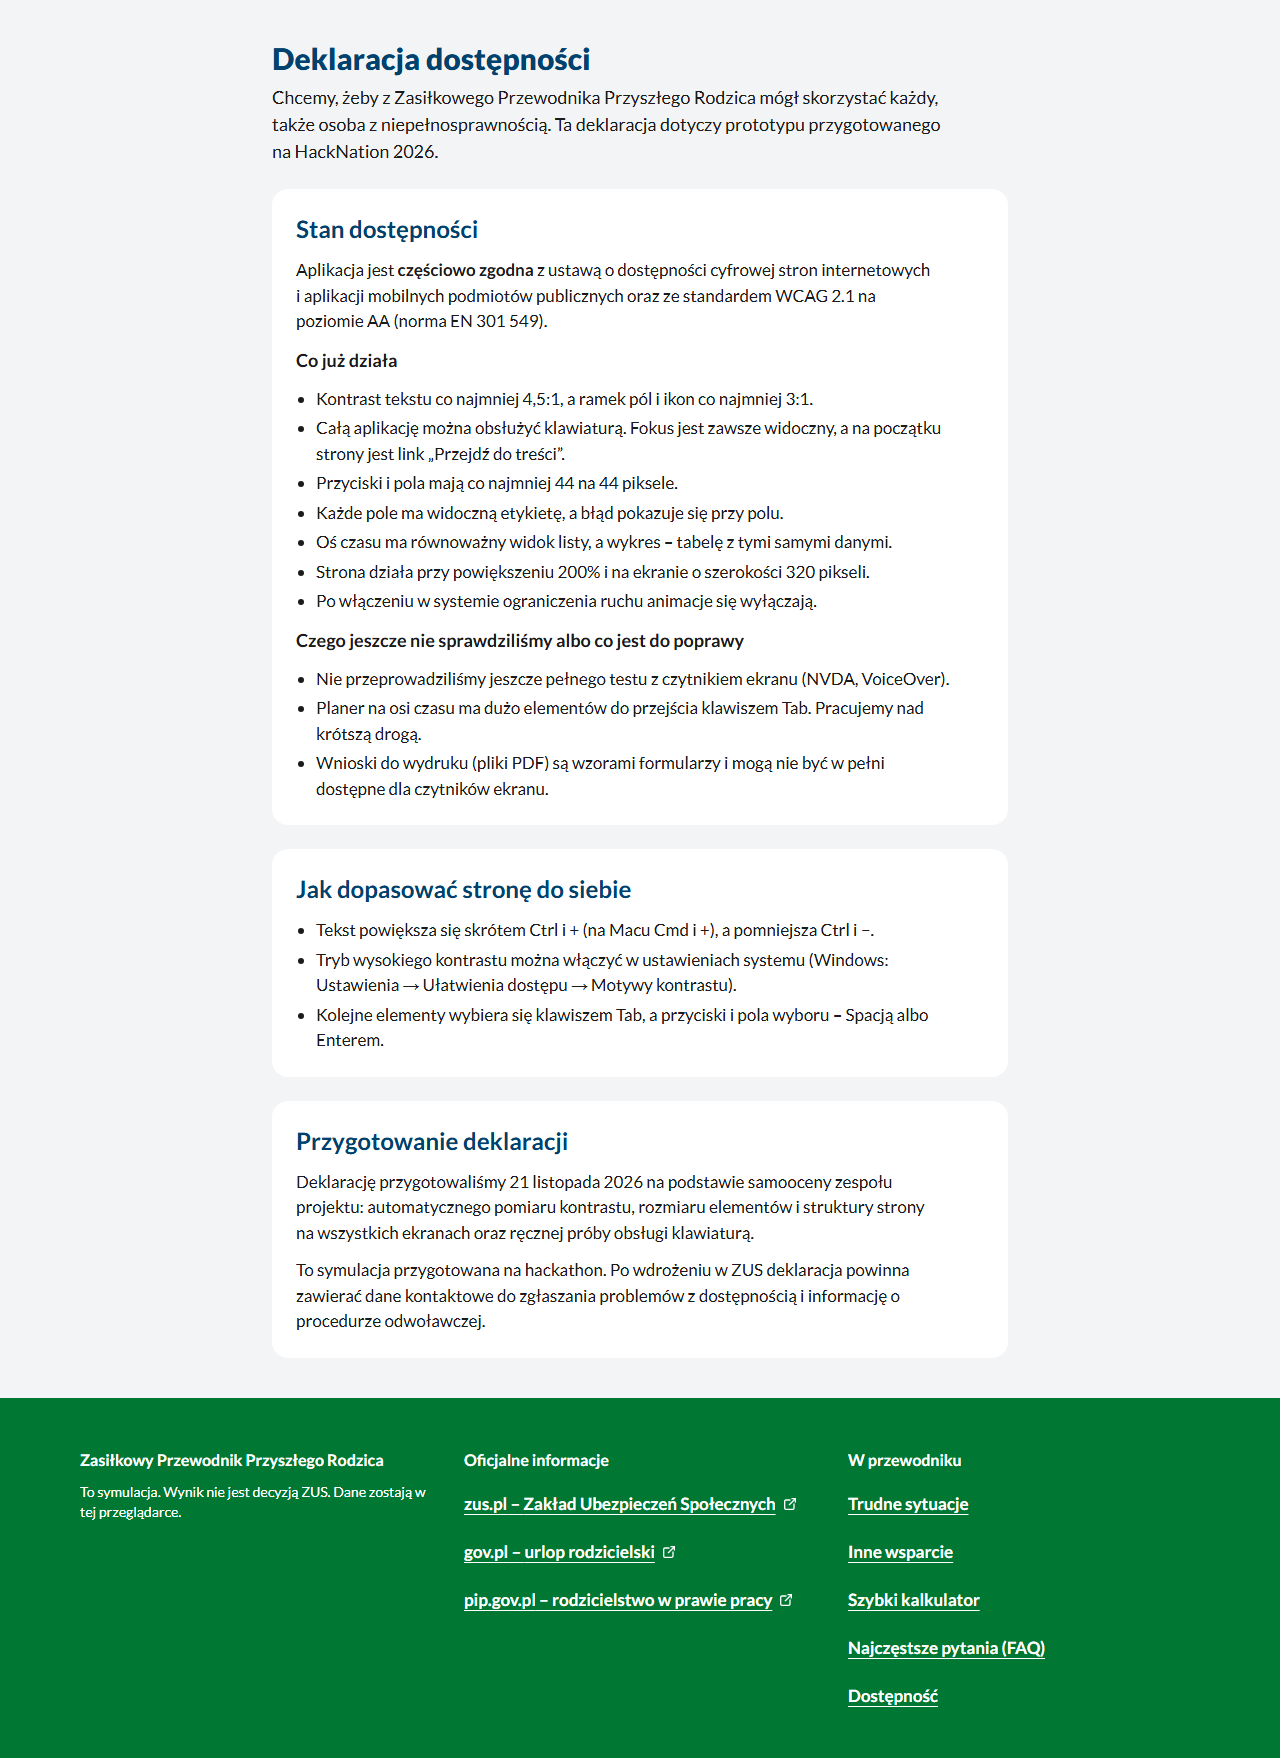 Deklaracja dostępności
Chcemy, żeby z Zasiłkowego Przewodnika Przyszłego Rodzica mógł skorzystać każdy,
także osoba z niepełnosprawnością. Ta deklaracja dotyczy prototypu przygotowanego
na HackNation 2026.
Stan dostępności
Aplikacja jest częściowo zgodna z ustawą o dostępności cyfrowej stron internetowych
i aplikacji mobilnych podmiotów publicznych oraz ze standardem WCAG 2.1 na
poziomie AA (norma EN 301 549).
Co już działa
• Kontrast tekstu co najmniej 4,5:1, a ramek pól i ikon co najmniej 3:1.
• Całą aplikację można obsłużyć klawiaturą. Fokus jest zawsze widoczny, a na początku
strony jest link „Przejdź do treści”.
• Przyciski i pola mają co najmniej 44 na 44 piksele.
• Każde pole ma widoczną etykietę, a błąd pokazuje się przy polu.
• Oś czasu ma równoważny widok listy, a wykres – tabelę z tymi samymi danymi.
• Strona działa przy powiększeniu 200% i na ekranie o szerokości 320 pikseli.
• Po włączeniu w systemie ograniczenia ruchu animacje się wyłączają.
Czego jeszcze nie sprawdziliśmy albo co jest do poprawy
• Nie przeprowadziliśmy jeszcze pełnego testu z czytnikiem ekranu (NVDA, VoiceOver).
• Planer na osi czasu ma dużo elementów do przejścia klawiszem Tab. Pracujemy nad
krótszą drogą.
• Wnioski do wydruku (pliki PDF) są wzorami formularzy i mogą nie być w pełni
dostępne dla czytników ekranu.
Jak dopasować stronę do siebie
• Tekst powiększa się skrótem Ctrl i + (na Macu Cmd i +), a pomniejsza Ctrl i −.
• Tryb wysokiego kontrastu można włączyć w ustawieniach systemu (Windows:
Ustawienia → Ułatwienia dostępu → Motywy kontrastu).
• Kolejne elementy wybiera się klawiszem Tab, a przyciski i pola wyboru – Spacją albo
Enterem.
Przygotowanie deklaracji
Deklarację przygotowaliśmy 21 listopada 2026 na podstawie samooceny zespołu
projektu: automatycznego pomiaru kontrastu, rozmiaru elementów i struktury strony
na wszystkich ekranach oraz ręcznej próby obsługi klawiaturą.
To symulacja przygotowana na hackathon. Po wdrożeniu w ZUS deklaracja powinna
zawierać dane kontaktowe do zgłaszania problemów z dostępnością i informację o
procedurze odwoławczej.
Zasiłkowy Przewodnik Przyszłego Rodzica
To symulacja. Wynik nie jest decyzją ZUS. Dane zostają w
tej przeglądarce.
Oficjalne informacje
zus.pl – Zakład Ubezpieczeń Społecznych
gov.pl – urlop rodzicielski
pip.gov.pl – rodzicielstwo w prawie pracy
W przewodniku
Trudne sytuacje
Inne wsparcie
Szybki kalkulator
Najczęstsze pytania (FAQ)
Dostępność